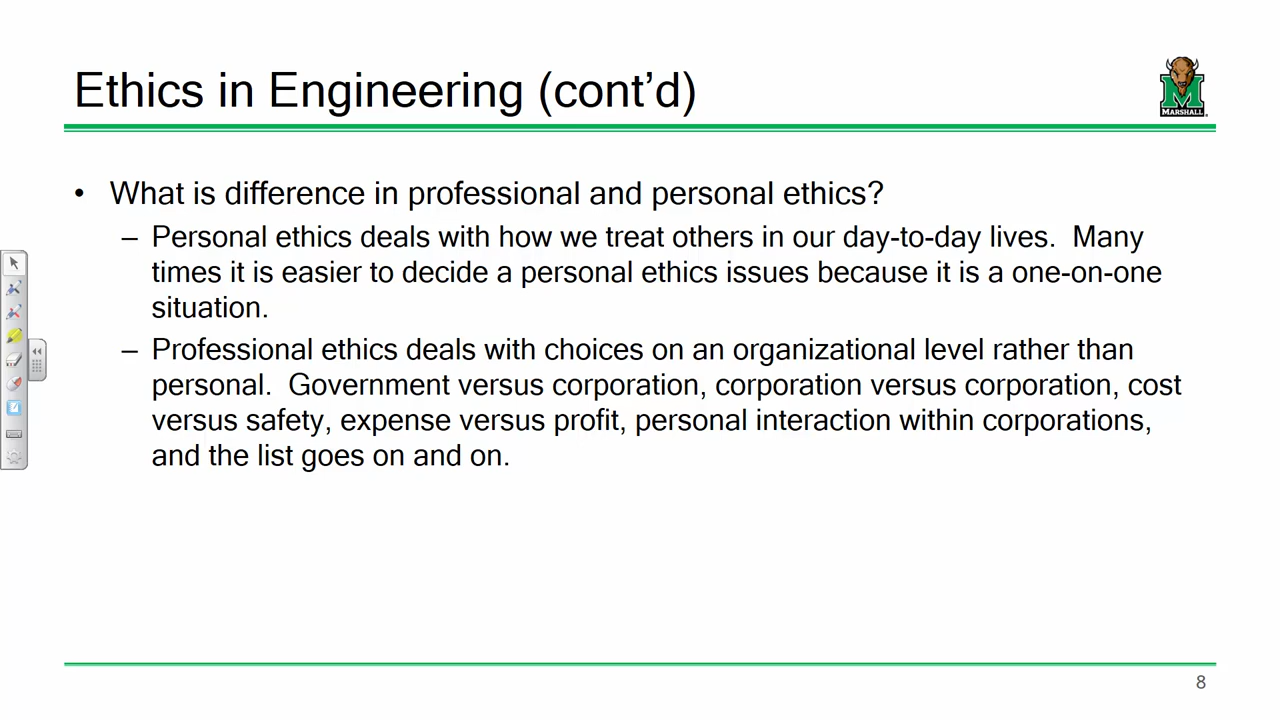 Ethics in Engineering (cont’d)
MARSHALL
• What is difference in professional and personal ethics?
– Personal ethics deals with how we treat others in our day-to-day lives.  Many
times it is easier to decide a personal ethics issues because it is a one-on-one
situation.
– Professional ethics deals with choices on an organizational level rather than
personal.  Government versus corporation, corporation versus corporation, cost
versus safety, expense versus profit, personal interaction within corporations,
and the list goes on and on.
8